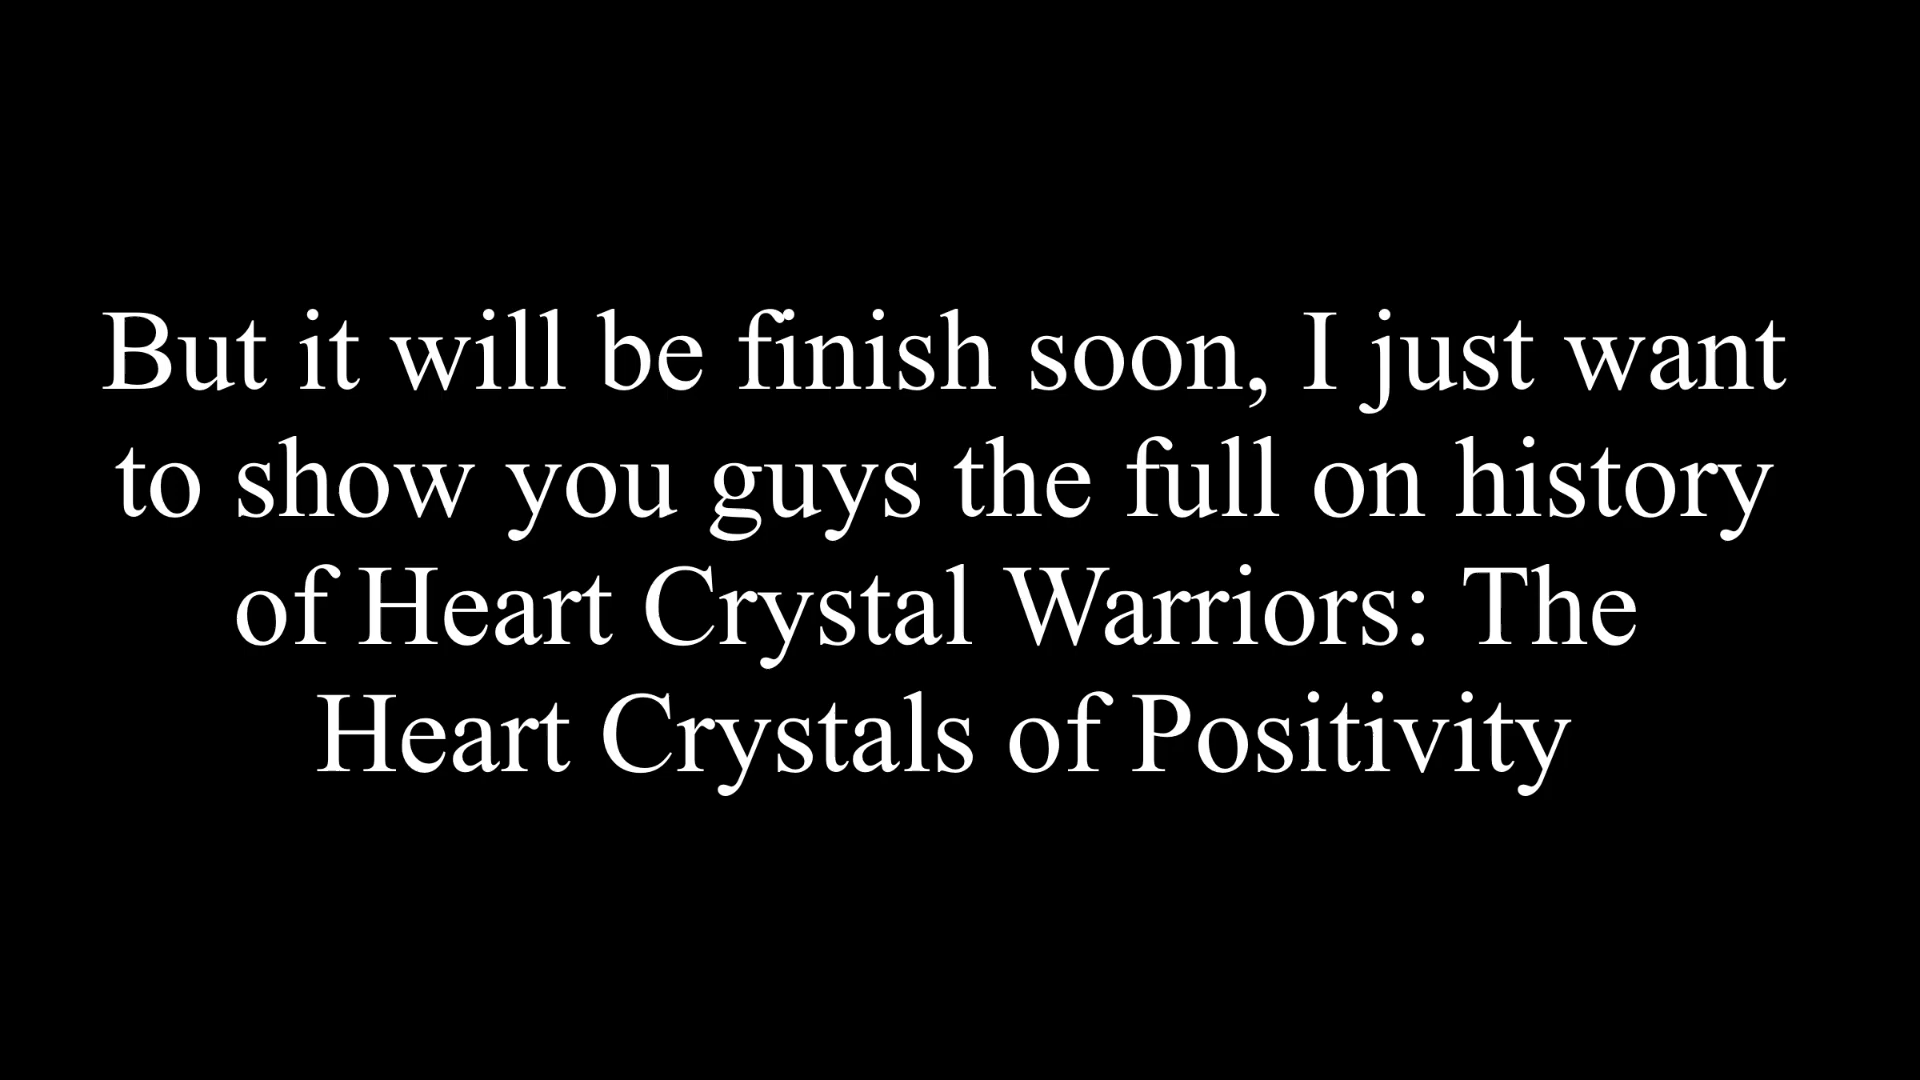 But it will be finish soon, I just want
to show you guys the full on history
of Heart Crystal Warriors: The
Heart Crystals of Positivity